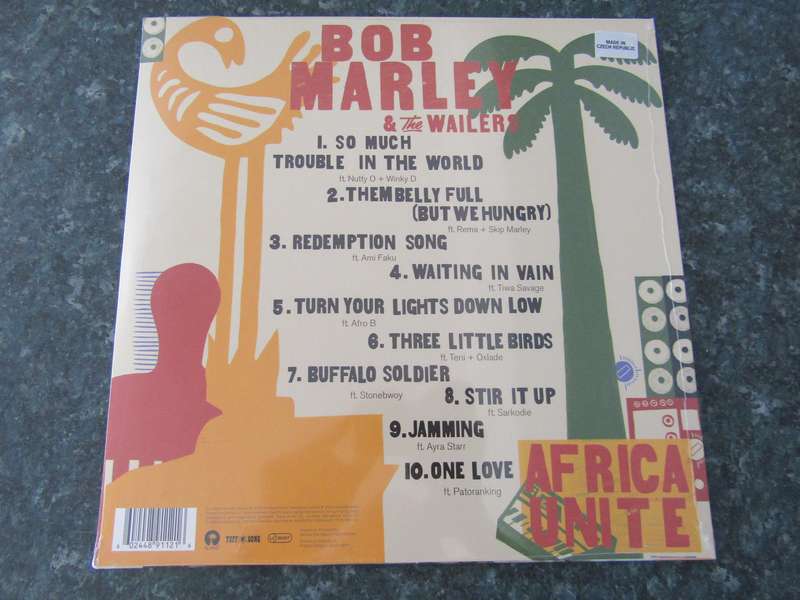 MADE IN
CZECH REPUBLIC
BOB
MARLEY
& The WAILERS
1. SO MUCH
TROUBLE IN THE WORLD
ft. Nutty O + Winky D
2. THEM BELLY FULL
(BUT WE HUNGRY)
ft. Rema + Skip Marley
3. REDEMPTION SONG
ft. Ami Faku
4. WAITING IN VAIN
ft. Tiwa Savage
5. TURN YOUR LIGHTS DOWN LOW
ft. Afro B
6. THREE LITTLE BIRDS
ft. Teni + Oxlade
7. BUFFALO SOLDIER
ft. Stonebwoy
8. STIR IT UP
ft. Sarkodie
9. JAMMING
ft. Ayra Starr
10. ONE LOVE
ft. Patoranking
AFRICA
UNITE
TUFF GONG
6 02448 91121 6